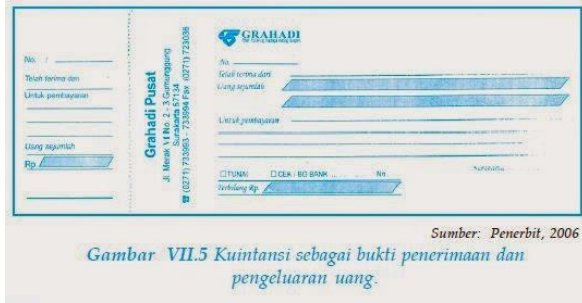 No. :
Telah terima dari
Untuk pembayaran
Uang sejumlah
Rp
Grahadi Pusat
Jl. Merak VI No. 2 - 3 Gumunggung
Surakarta 57134
(0271) 733993 - 733994 Fax (0271) 723036
GRAHADI
No.
Telah terima dari
Uang sejumlah
Untuk pembayaran
TUNAI CEK / BG BANK No.
Terbilang Rp.
Sumber: Penerbit, 2006
Gambar VII.5 Kuintansi sebagai bukti penerimaan dan
pengeluaran uang.